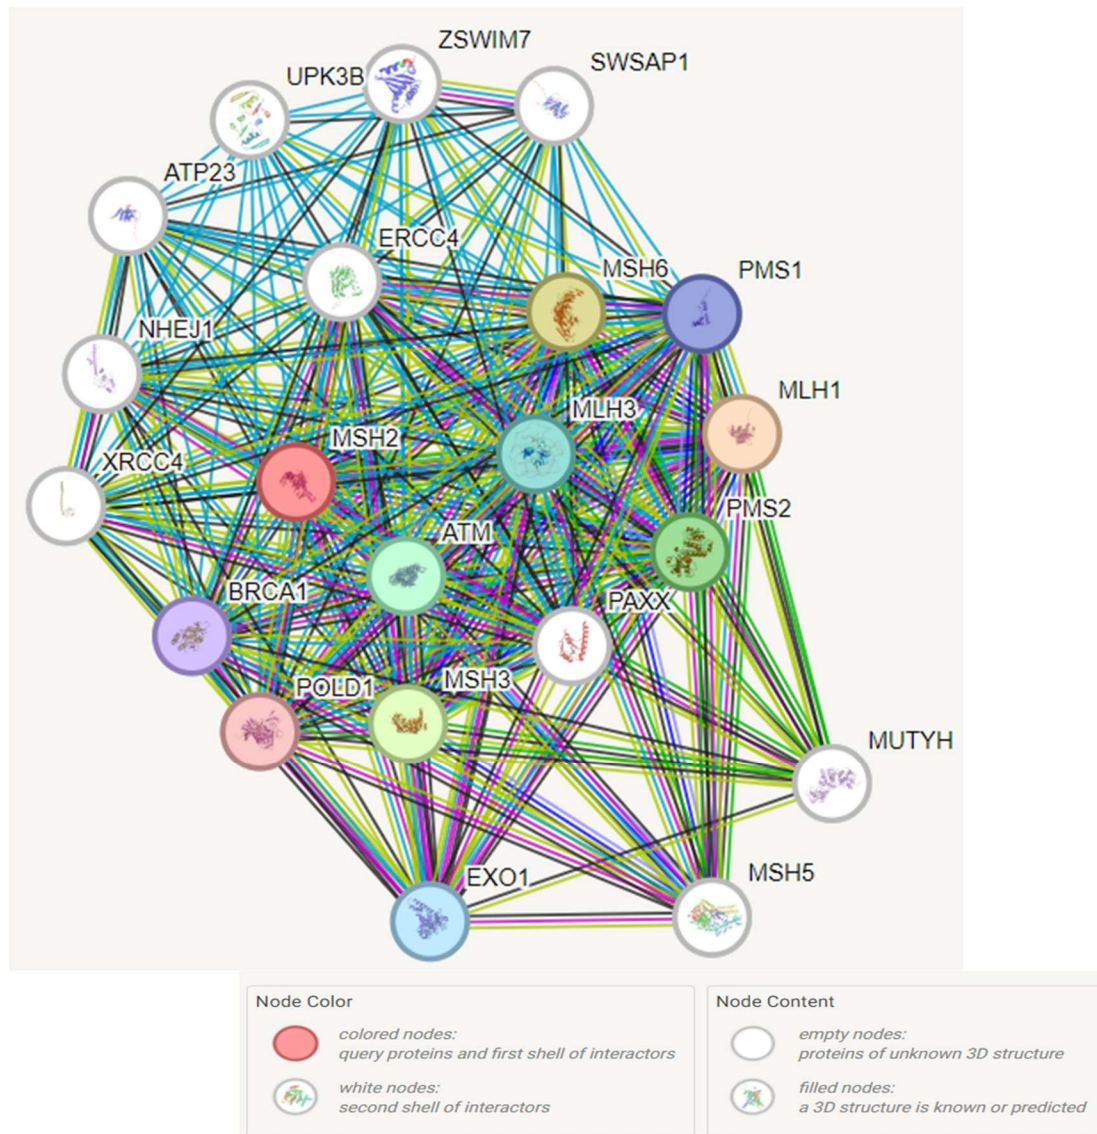 ZSWIM7
SWSAP1
UPK3B
ATP23
ERCC4
MSH6
PMS1
NHEJ1
MLH1
MLH3
MSH2
XRCC4
PMS2
ATM
BRCA1
PAXX
POLD1
MSH3
MUTYH
EXO1
MSH5
Node Color
colored nodes:
query proteins and first shell of interactors
white nodes:
second shell of interactors
Node Content
empty nodes:
proteins of unknown 3D structure
filled nodes:
a 3D structure is known or predicted